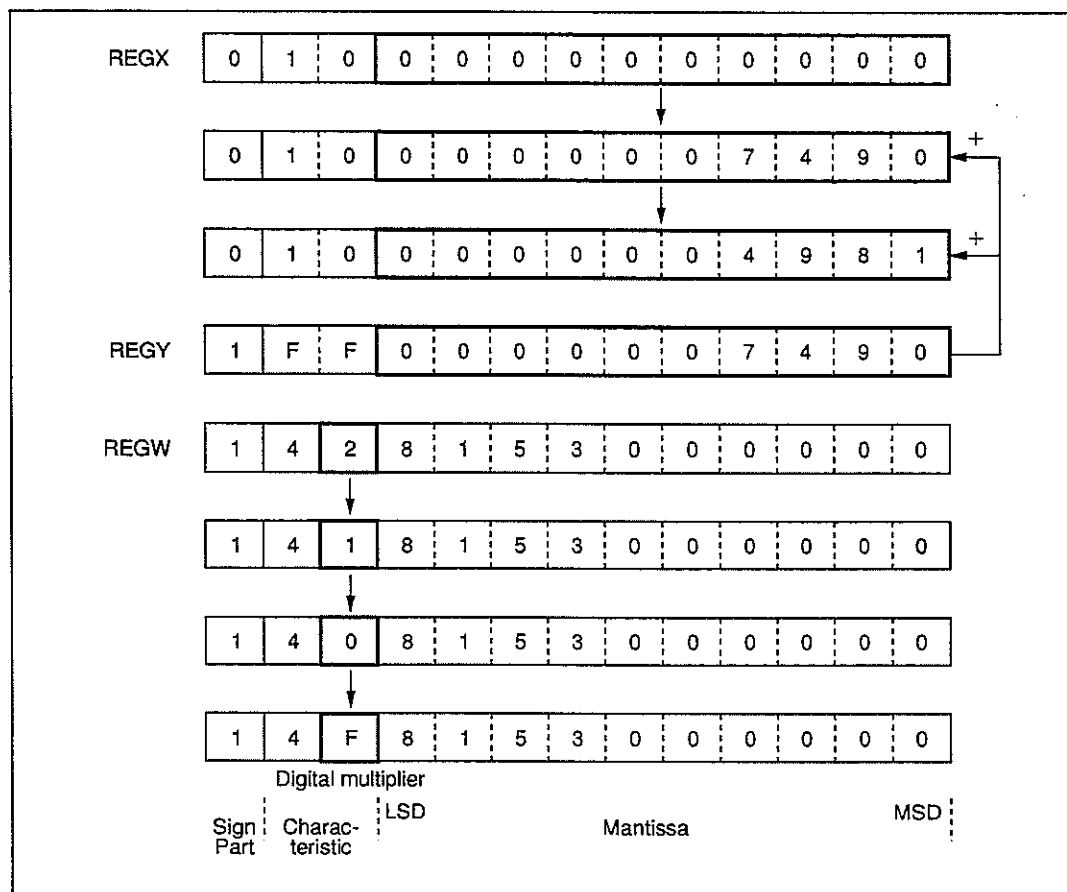 REGX 0 1 0 0 0 0 0 0 0 0 0 0 0
0 1 0 0 0 0 0 0 0 7 4 9 0 +
0 1 0 0 0 0 0 0 0 4 9 8 1 +
REGY 1 F F 0 0 0 0 0 0 7 4 9 0
REGW 1 4 2 8 1 5 3 0 0 0 0 0 0
1 4 1 8 1 5 3 0 0 0 0 0 0
1 4 0 8 1 5 3 0 0 0 0 0 0
1 4 F 8 1 5 3 0 0 0 0 0 0
Digital multiplier
LSD MSD
Sign Charac- Mantissa
Part teristic